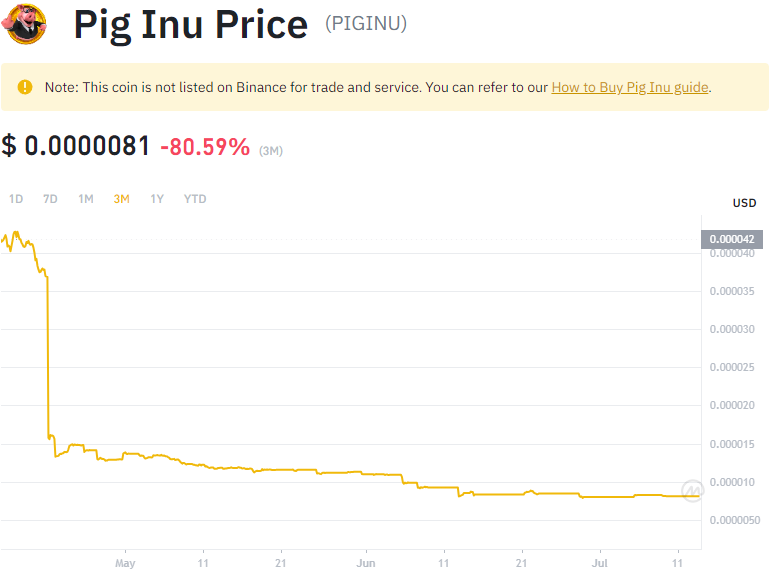 Pig Inu Price (PIGINU)
Note: This coin is not listed on Binance for trade and service. You can refer to our How to Buy Pig Inu guide.
$ 0.0000081 -80.59% (3M)
1D 7D 1M 3M 1Y YTD
USD
0.000042
0.000040
0.000035
0.000030
0.000025
0.000020
0.000015
0.000010
0.0000050
May 11 21 Jun 11 21 Jul 11